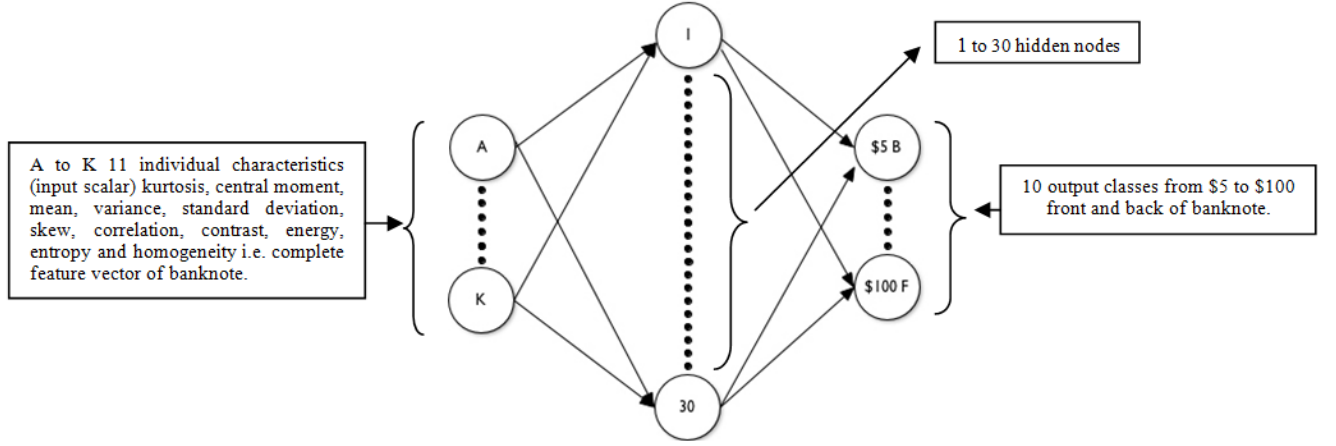 A to K 11 individual characteristics
(input scalar) kurtosis, central moment,
mean, variance, standard deviation,
skew, correlation, contrast, energy,
entropy and homogeneity i.e. complete
feature vector of banknote.
A
K
1
30
1 to 30 hidden nodes
$5 B
$100 F
10 output classes from $5 to $100
front and back of banknote.